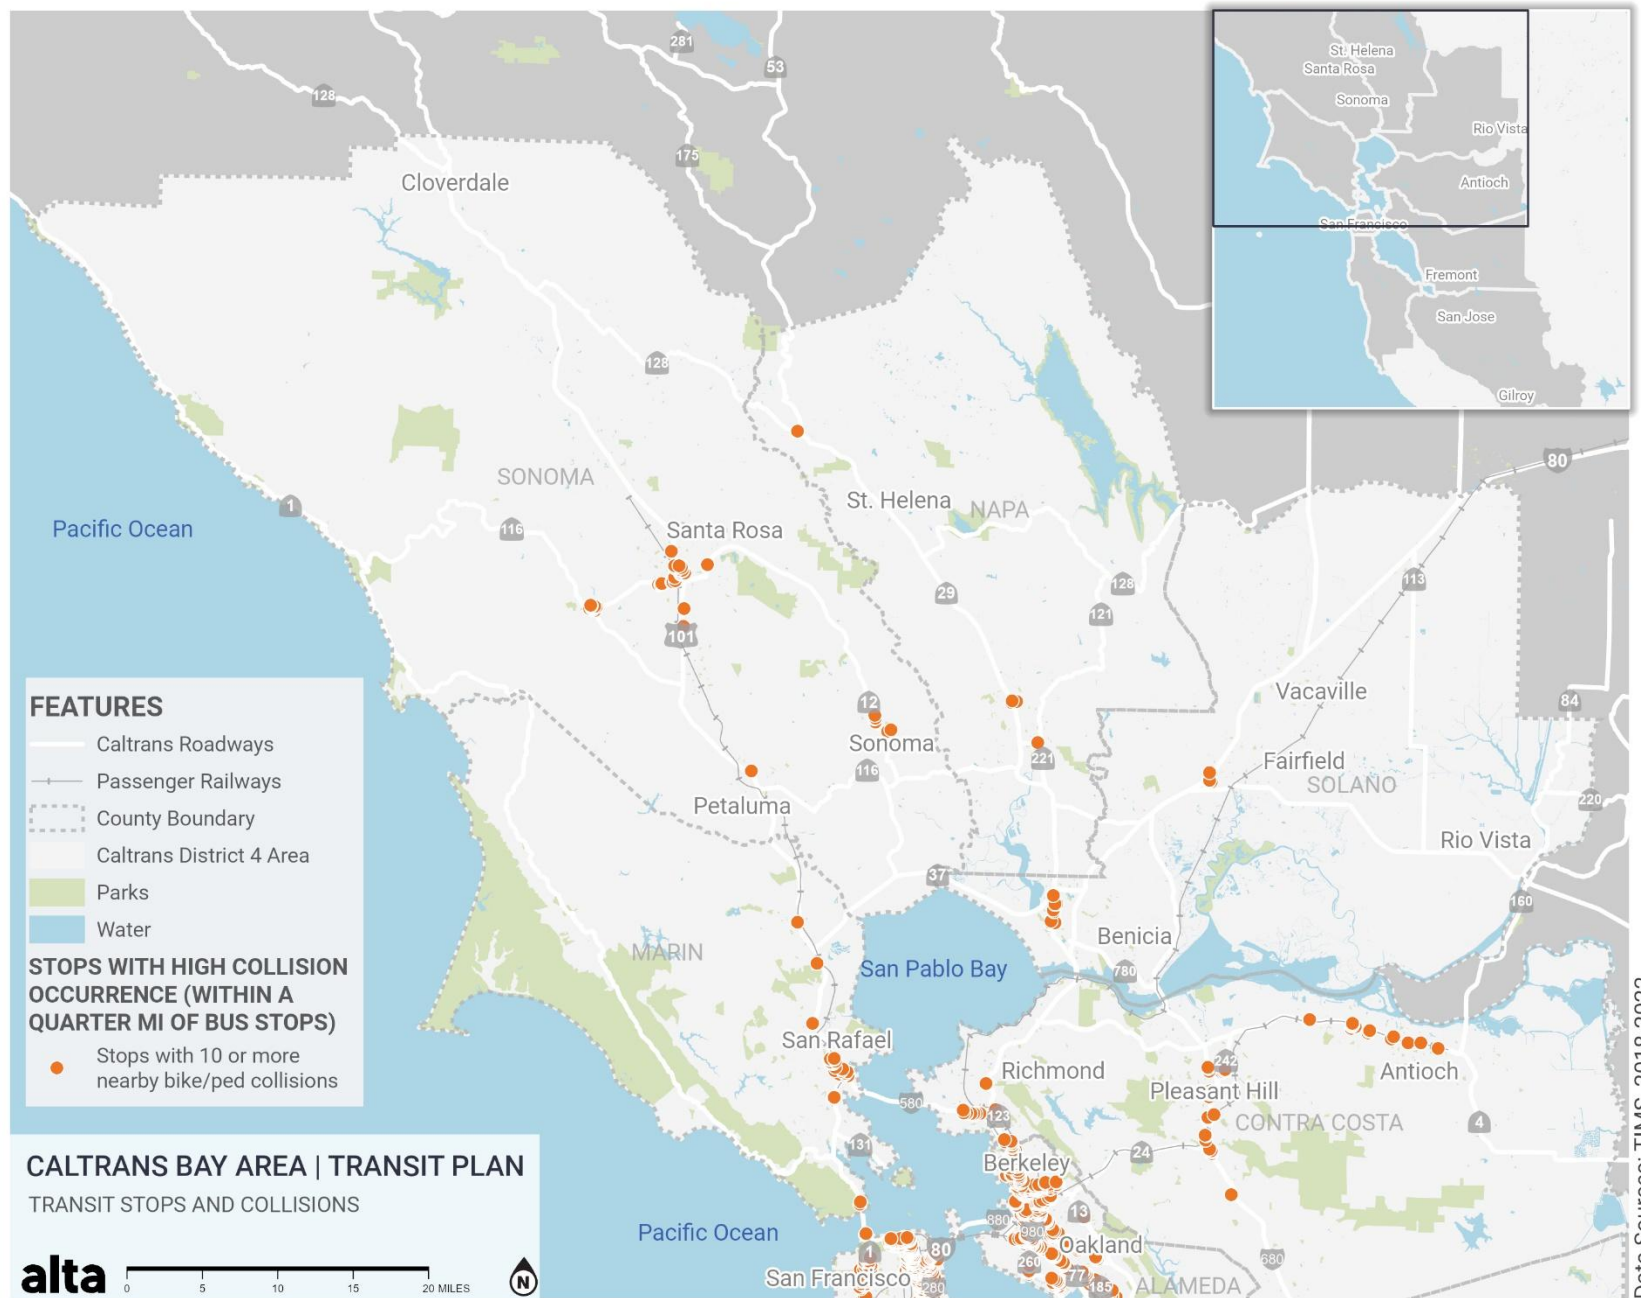 281
53
128
175
Cloverdale
St. Helena
Santa Rosa
Sonoma
Rio Vista
Antioch
San Francisco
Fremont
San Jose
Gilroy
128
80
SONOMA
St. Helena
NAPA
1
Pacific Ocean
116
Santa Rosa
29
128
113
121
101
Vacaville
12
84
Sonoma
221
Fairfield
116
SOLANO
220
Petaluma
Rio Vista
37
160
Benicia
MARIN
San Pablo Bay
780
San Rafael
Richmond
242
Antioch
Pleasant Hill
580
123
CONTRA COSTA
4
131
24
Berkeley
13
Pacific Ocean
880
980
Oakland
1
80
260
680
San Francisco
280
77
185
ALAMEDA
FEATURES
Caltrans Roadways
Passenger Railways
County Boundary
Caltrans District 4 Area
Parks
Water
STOPS WITH HIGH COLLISION
OCCURRENCE (WITHIN A
QUARTER MI OF BUS STOPS)
Stops with 10 or more
nearby bike/ped collisions
CALTRANS BAY AREA | TRANSIT PLAN
TRANSIT STOPS AND COLLISIONS
alta
0 5 10 15 20 MILES
N
Data Sources: TIMS 2018-2022